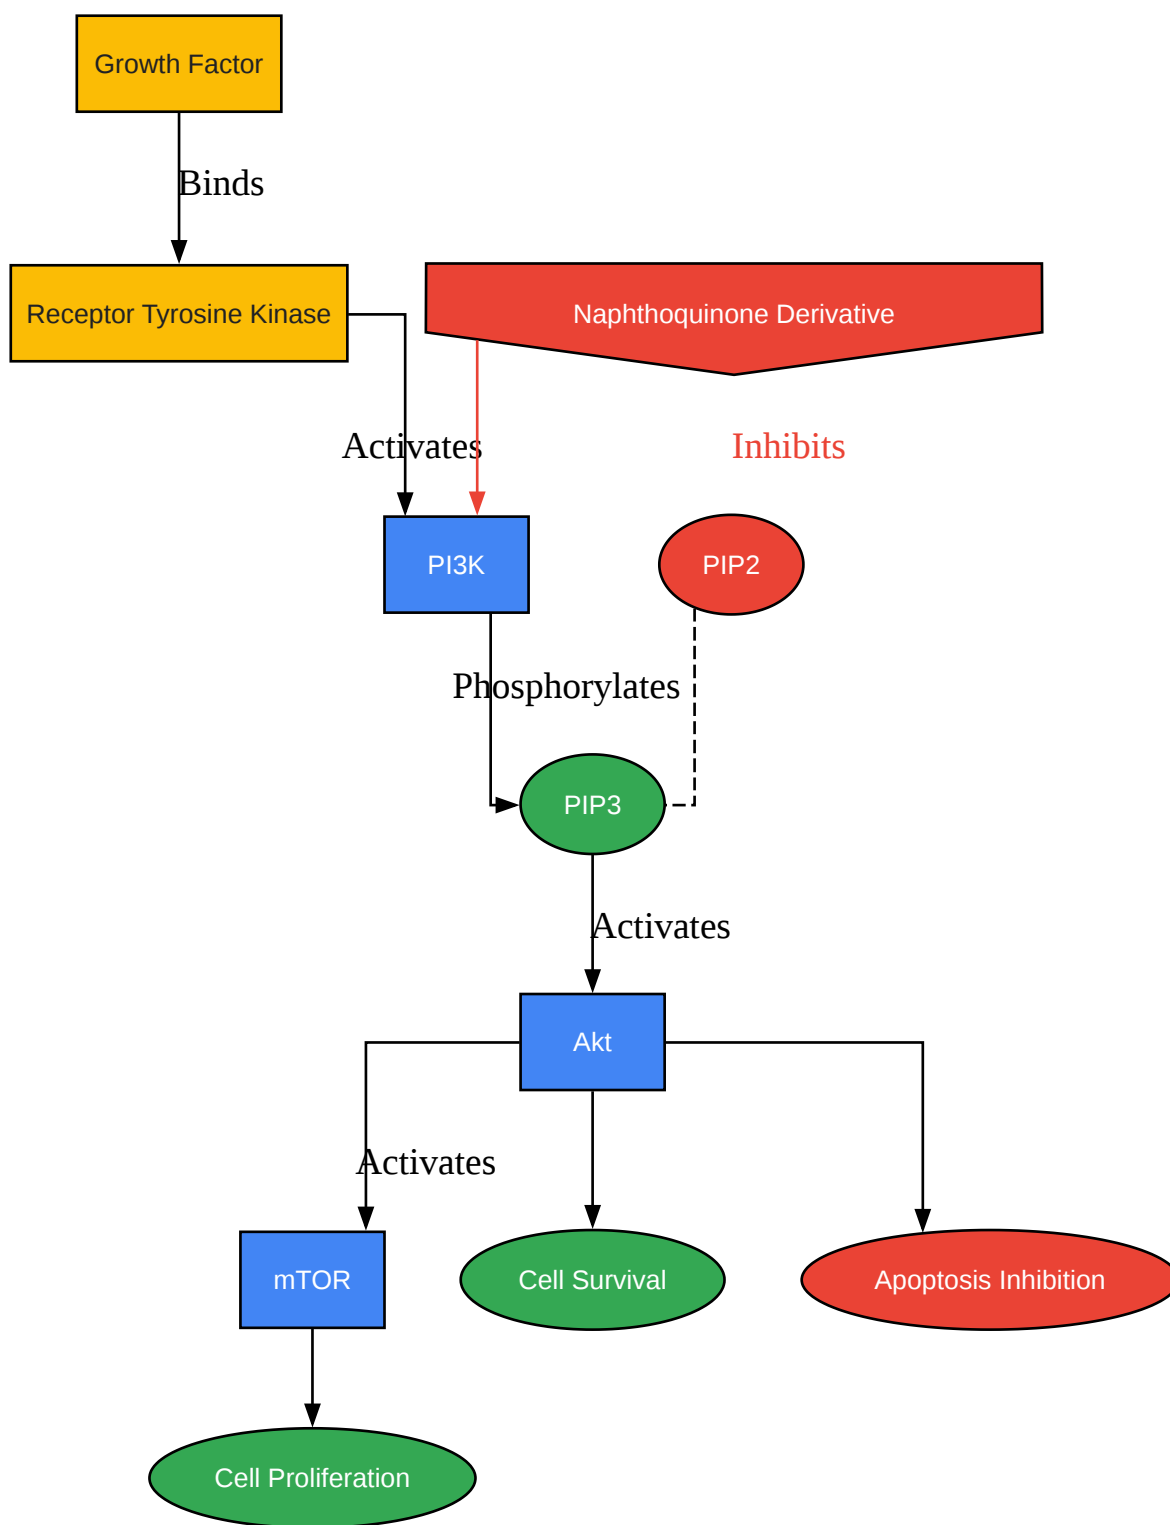 Growth Factor
Binds
Receptor Tyrosine Kinase
Naphthoquinone Derivative
Activates
Inhibits
PI3K
PIP2
Phosphorylates
PIP3
Activates
Akt
Activates
mTOR
Cell Survival
Apoptosis Inhibition
Cell Proliferation